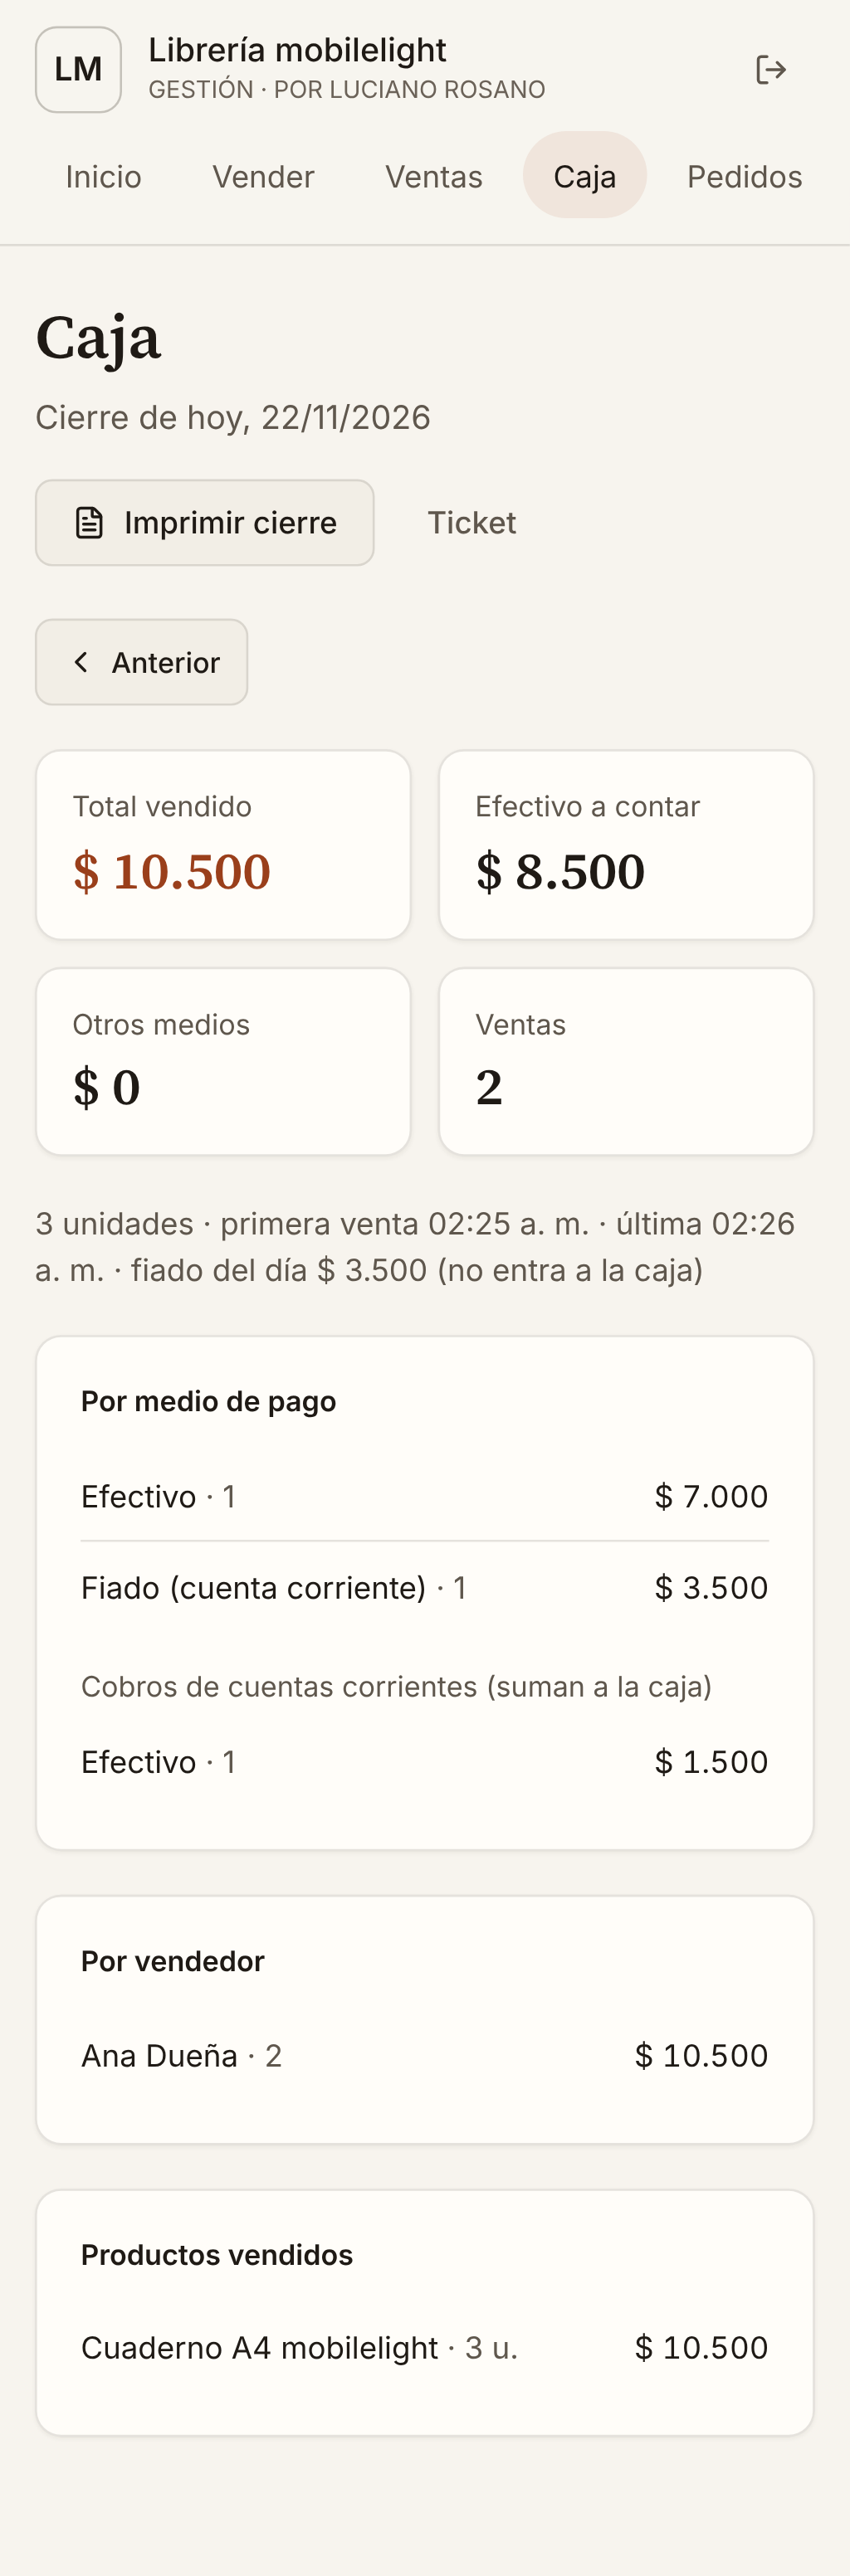 LM
Librería mobilelight
GESTIÓN · POR LUCIANO ROSANO
Inicio Vender Ventas Caja Pedidos
Caja
Cierre de hoy, 22/11/2026
Imprimir cierre Ticket
Anterior
Total vendido
$ 10.500
Efectivo a contar
$ 8.500
Otros medios
$ 0
Ventas
2
3 unidades · primera venta 02:25 a. m. · última 02:26
a. m. · fiado del día $ 3.500 (no entra a la caja)
Por medio de pago
Efectivo · 1 $ 7.000
Fiado (cuenta corriente) · 1 $ 3.500
Cobros de cuentas corrientes (suman a la caja)
Efectivo · 1 $ 1.500
Por vendedor
Ana Dueña · 2 $ 10.500
Productos vendidos
Cuaderno A4 mobilelight · 3 u. $ 10.500